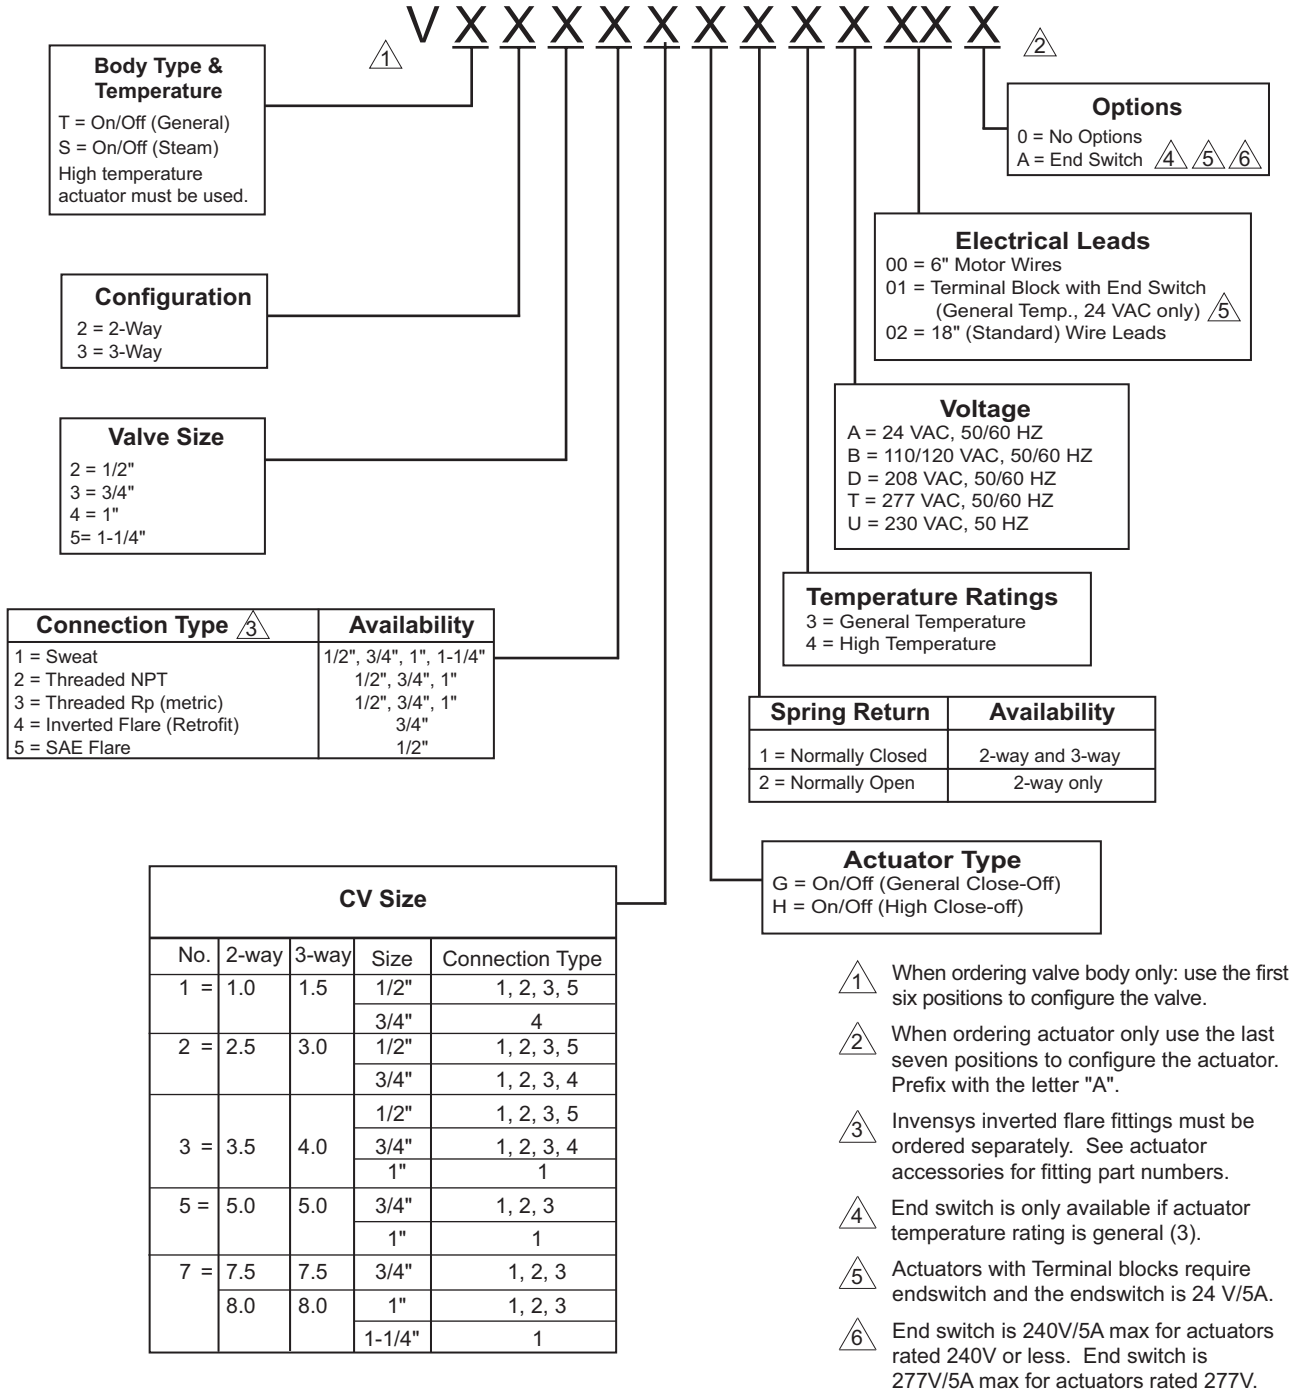 V X X X X X X X X X XX X
1
2
Body Type &
Temperature
T = On/Off (General)
S = On/Off (Steam)
High temperature
actuator must be used.
Options
0 = No Options
A = End Switch 4 5 6
Electrical Leads
00 = 6" Motor Wires
01 = Terminal Block with End Switch
(General Temp., 24 VAC only) 5
02 = 18" (Standard) Wire Leads
Configuration
2 = 2-Way
3 = 3-Way
Voltage
A = 24 VAC, 50/60 HZ
B = 110/120 VAC, 50/60 HZ
D = 208 VAC, 50/60 HZ
T = 277 VAC, 50/60 HZ
U = 230 VAC, 50 HZ
Valve Size
2 = 1/2"
3 = 3/4"
4 = 1"
5= 1-1/4"
Temperature Ratings
3 = General Temperature
4 = High Temperature
Connection Type 3 Availability
1 = Sweat 1/2", 3/4", 1", 1-1/4"
2 = Threaded NPT 1/2", 3/4", 1"
3 = Threaded Rp (metric) 1/2", 3/4", 1"
4 = Inverted Flare (Retrofit) 3/4"
5 = SAE Flare 1/2"
Spring Return Availability
1 = Normally Closed 2-way and 3-way
2 = Normally Open 2-way only
Actuator Type
G = On/Off (General Close-Off)
H = On/Off (High Close-off)
CV Size
No. 2-way 3-way Size Connection Type
1 = 1.0 1.5 1/2" 1, 2, 3, 5
3/4" 4
2 = 2.5 3.0 1/2" 1, 2, 3, 5
3/4" 1, 2, 3, 4
1/2" 1, 2, 3, 5
3 = 3.5 4.0 3/4" 1, 2, 3, 4
1" 1
5 = 5.0 5.0 3/4" 1, 2, 3
1" 1
7 = 7.5 7.5 3/4" 1, 2, 3
8.0 8.0 1" 1, 2, 3
1-1/4" 1
1 When ordering valve body only: use the first
six positions to configure the valve.
2 When ordering actuator only use the last
seven positions to configure the actuator.
Prefix with the letter "A".
3 Invensys inverted flare fittings must be
ordered separately. See actuator
accessories for fitting part numbers.
4 End switch is only available if actuator
temperature rating is general (3).
5 Actuators with Terminal blocks require
endswitch and the endswitch is 24 V/5A.
6 End switch is 240V/5A max for actuators
rated 240V or less. End switch is
277V/5A max for actuators rated 277V.